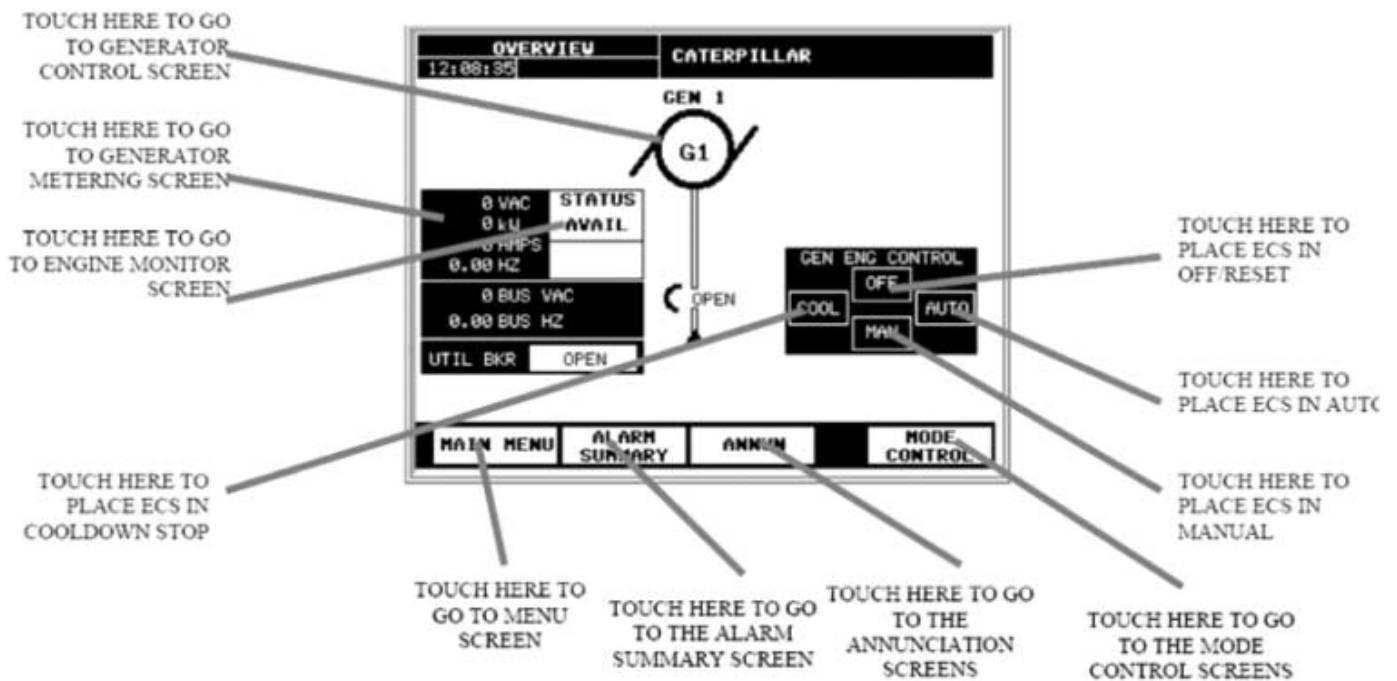 TOUCH HERE TO GO
TO GENERATOR
CONTROL SCREEN
TOUCH HERE TO GO
TO GENERATOR
METERING SCREEN
TOUCH HERE TO GO
TO ENGINE MONITOR
SCREEN
TOUCH HERE TO
PLACE ECS IN
COOLDOWN STOP
OVERVIEW
12:08:35
CATERPILLAR
GEN 1
G1
0 VAC
0 kW
0 AMPS
0.00 HZ
STATUS
AVAIL
0 BUS VAC
0.00 BUS HZ
UTIL BKR OPEN
OPEN
GEN ENG CONTROL
OFF
COOL AUTO
MAN
MAIN MENU
ALARM
SUMMARY
ANNUN
MODE
CONTROL
TOUCH HERE TO
PLACE ECS IN
OFF/RESET
TOUCH HERE TO
PLACE ECS IN AUTO
TOUCH HERE TO
PLACE ECS IN
MANUAL
TOUCH HERE TO
GO TO MENU
SCREEN
TOUCH HERE TO GO
TO THE ALARM
SUMMARY SCREEN
TOUCH HERE TO GO
TO THE
ANNUNCIATION
SCREENS
TOUCH HERE TO GO
TO THE MODE
CONTROL SCREENS